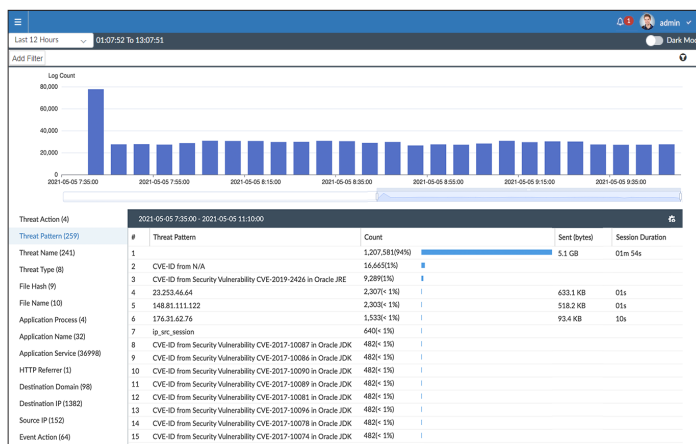 1
admin
Last 12 Hours
01:07:52 To 13:07:51
Dark Mod
Add Filter
Log Count
80,000
60,000
40,000
20,000
0
2021-05-05 7:35:00 2021-05-05 7:55:00 2021-05-05 8:15:00 2021-05-05 8:35:00 2021-05-05 8:55:00 2021-05-05 9:15:00 2021-05-05 9:35:00
Threat Action (4)
Threat Pattern (259)
Threat Name (241)
Threat Type (8)
File Hash (9)
File Name (10)
Application Process (4)
Application Name (32)
Application Service (36998)
HTTP Referrer (1)
Destination Domain (98)
Destination IP (1382)
Source IP (152)
Event Action (64)
2021-05-05 7:35:00 - 2021-05-05 11:10:00
# Threat Pattern Count Sent (bytes) Session Duration
1 1,207,581(94%) 5.1 GB 01m 54s
2 CVE-ID from N/A 16,665(1%)
3 CVE-ID from Security Vulnerability CVE-2019-2426 in Oracle JRE 9,289(1%)
4 23.253.46.64 2,307(< 1%) 633.1 KB 01s
5 148.81.111.122 2,303(< 1%) 518.2 KB 01s
6 176.31.62.76 1,533(< 1%) 93.4 KB 10s
7 ip_src_session 640(< 1%)
8 CVE-ID from Security Vulnerability CVE-2017-10087 in Oracle JDK 482(< 1%)
9 CVE-ID from Security Vulnerability CVE-2017-10086 in Oracle JDK 482(< 1%)
10 CVE-ID from Security Vulnerability CVE-2017-10090 in Oracle JDK 482(< 1%)
11 CVE-ID from Security Vulnerability CVE-2017-10089 in Oracle JDK 482(< 1%)
12 CVE-ID from Security Vulnerability CVE-2017-10081 in Oracle JDK 482(< 1%)
13 CVE-ID from Security Vulnerability CVE-2017-10096 in Oracle JDK 482(< 1%)
14 CVE-ID from Security Vulnerability CVE-2017-10078 in Oracle JDK 482(< 1%)
15 CVE-ID from Security Vulnerability CVE-2017-10074 in Oracle JDK 482(< 1%)